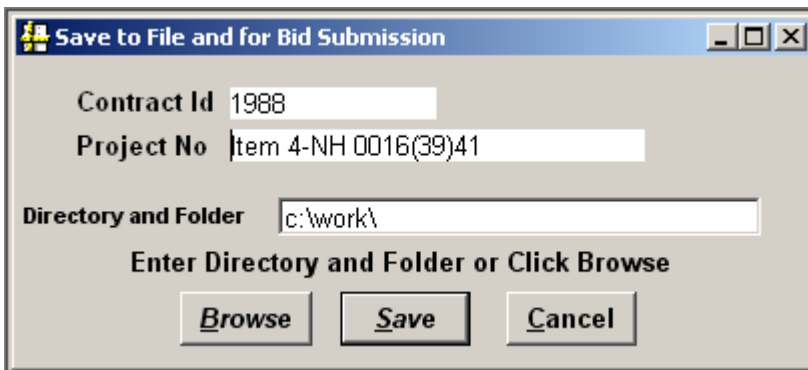 Save to File and for Bid Submission
Contract Id 1988
Project No Item 4-NH 0016(39)41
Directory and Folder c:\work\
Enter Directory and Folder or Click Browse
Browse Save Cancel